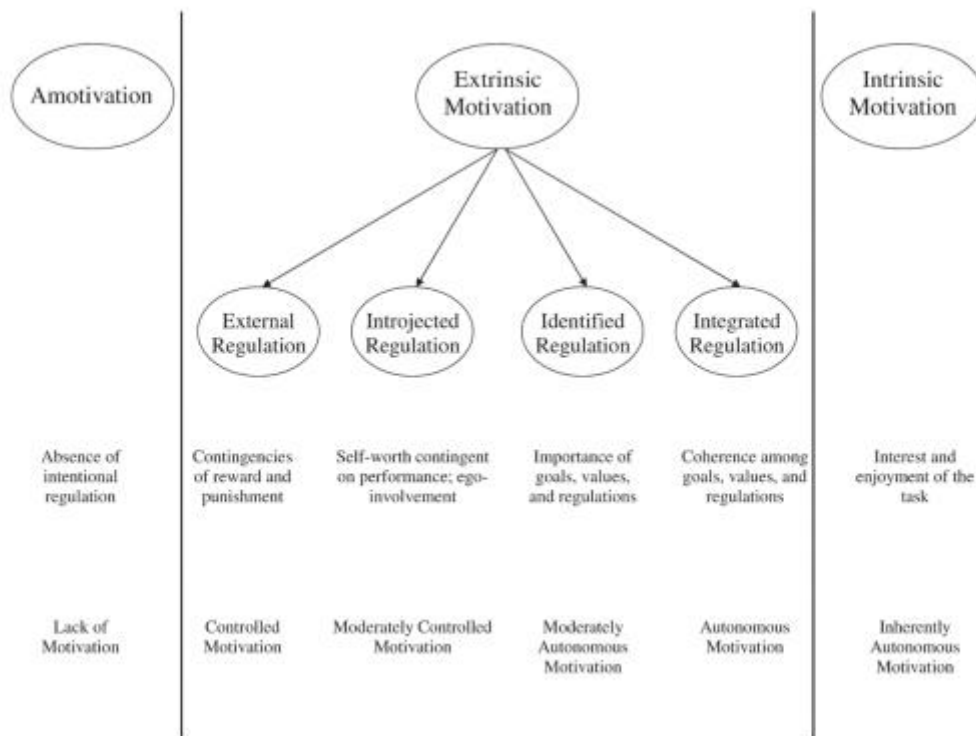 Amotivation
Extrinsic
Motivation
Intrinsic
Motivation
External
Regulation
Introjected
Regulation
Identified
Regulation
Integrated
Regulation
Absence of
intentional
regulation
Contingencies
of reward and
punishment
Self-worth contingent
on performance; ego-
involvement
Importance of
goals, values,
and regulations
Coherence among
goals, values, and
regulations
Interest and
enjoyment of the
task
Lack of
Motivation
Controlled
Motivation
Moderately Controlled
Motivation
Moderately
Autonomous
Motivation
Autonomous
Motivation
Inherently
Autonomous
Motivation